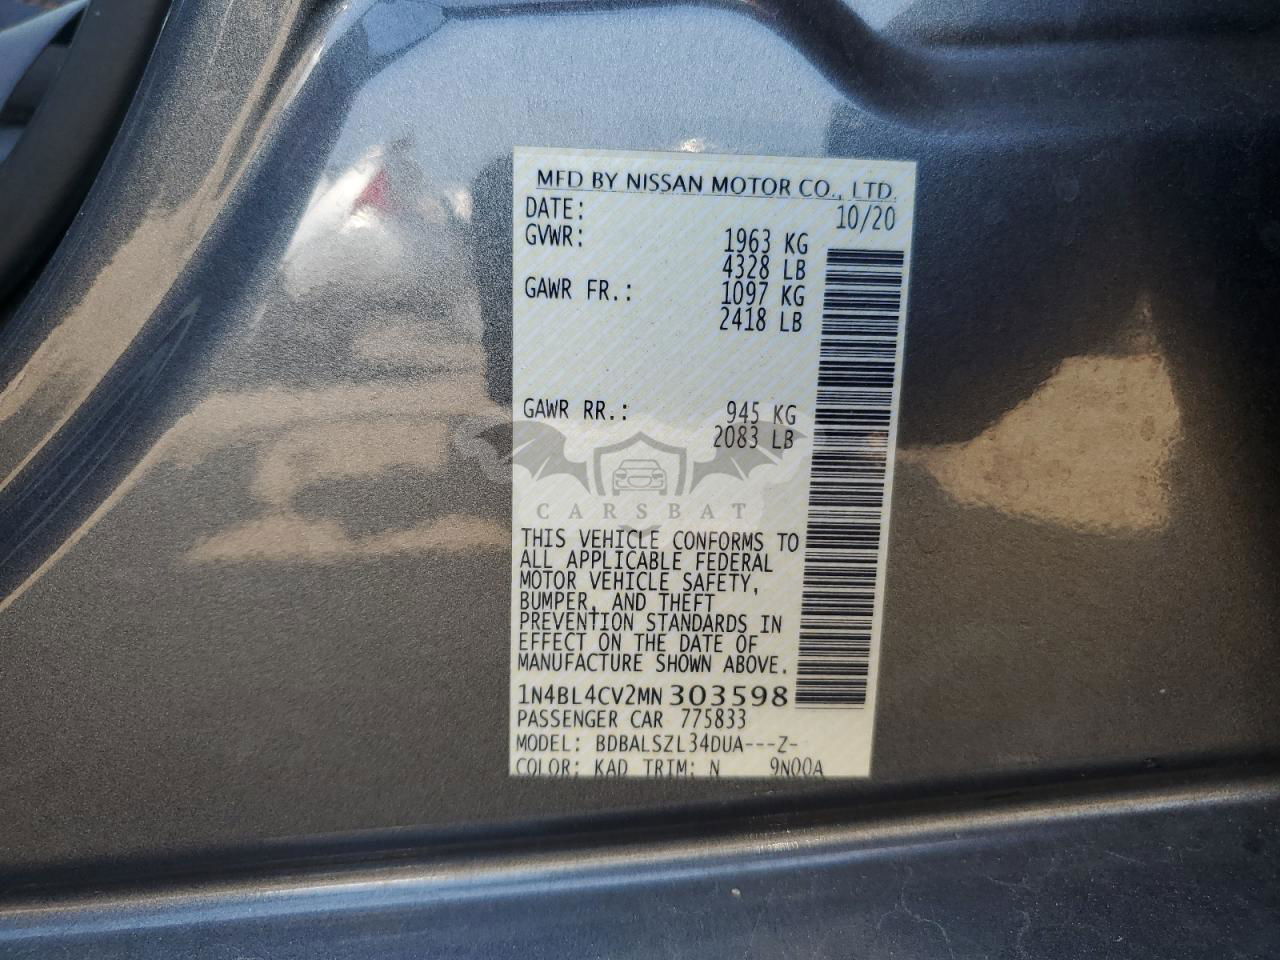 MFD BY NISSAN MOTOR CO., LTD.
DATE: 10/20
GVWR: 1963 KG
4328 LB
GAWR FR.: 1097 KG
2418 LB
GAWR RR.: 945 KG
2083 LB
CARSBAT
THIS VEHICLE CONFORMS TO
ALL APPLICABLE FEDERAL
MOTOR VEHICLE SAFETY,
BUMPER, AND THEFT
PREVENTION STANDARDS IN
EFFECT ON THE DATE OF
MANUFACTURE SHOWN ABOVE.
1N4BL4CV2MN303598
PASSENGER CAR 775833
MODEL: BDBALSZL34DUA---Z-
COLOR: KAD TRIM: N 9N00A